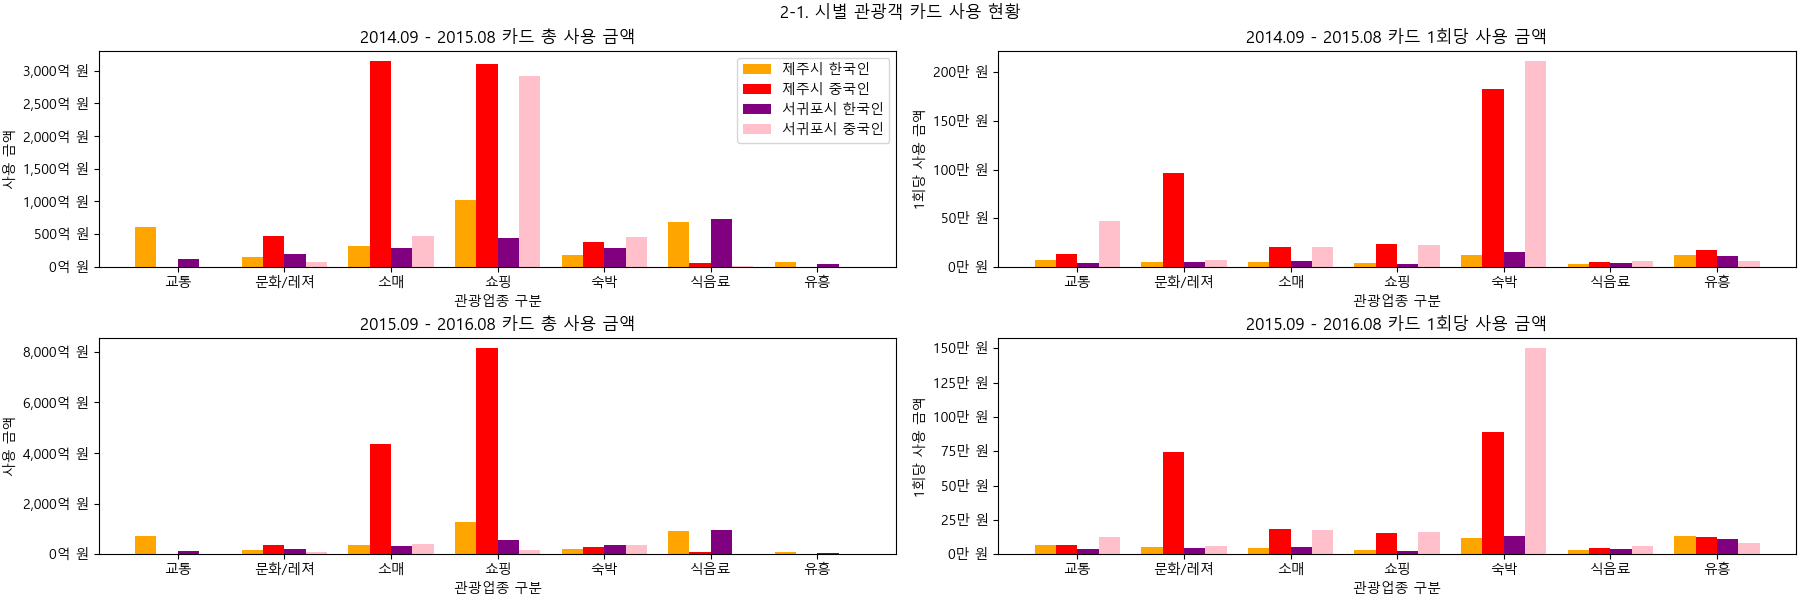 2-1. 시별 관광객 카드 사용 현황
2014.09 - 2015.08 카드 총 사용 금액
사용 금액
3,000억 원
2,500억 원
2,000억 원
1,500억 원
1,000억 원
500억 원
0억 원
제주시 한국인
제주시 중국인
서귀포시 한국인
서귀포시 중국인
교통 문화/레져 소매 쇼핑 숙박 식음료 유흥
관광업종 구분
2014.09 - 2015.08 카드 1회당 사용 금액
1회당 사용 금액
200만 원
150만 원
100만 원
50만 원
0만 원
교통 문화/레져 소매 쇼핑 숙박 식음료 유흥
관광업종 구분
2015.09 - 2016.08 카드 총 사용 금액
사용 금액
8,000억 원
6,000억 원
4,000억 원
2,000억 원
0억 원
교통 문화/레져 소매 쇼핑 숙박 식음료 유흥
관광업종 구분
2015.09 - 2016.08 카드 1회당 사용 금액
1회당 사용 금액
150만 원
125만 원
100만 원
75만 원
50만 원
25만 원
0만 원
교통 문화/레져 소매 쇼핑 숙박 식음료 유흥
관광업종 구분